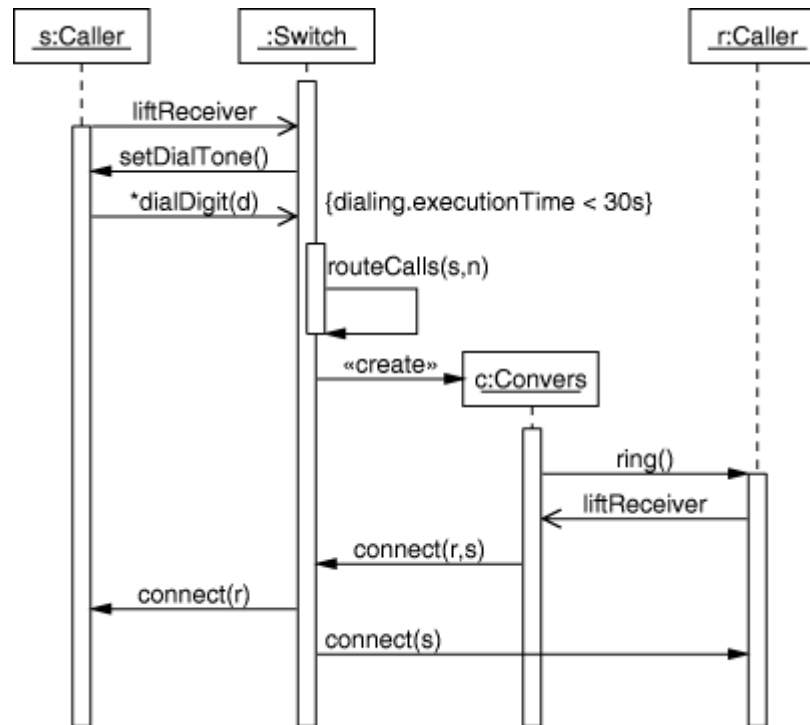 s:Caller
:Switch
r:Caller
liftReceiver
setDialTone()
*dialDigit(d)
{dialing.executionTime < 30s}
routeCalls(s,n)
«create»
c:Convers
ring()
liftReceiver
connect(r,s)
connect(r)
connect(s)